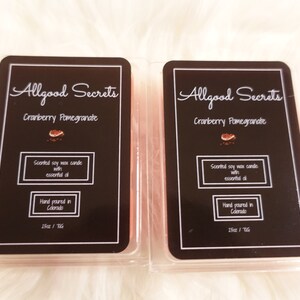 Allgood Secrets
Cranberry Pomegranate
Scented soy wax candle
with
essential oil
Hand poured in
Colorado
Allgood Secrets
Cranberry Pomegranate
Scented soy wax candle
with
essential oil
Hand poured in
Colorado